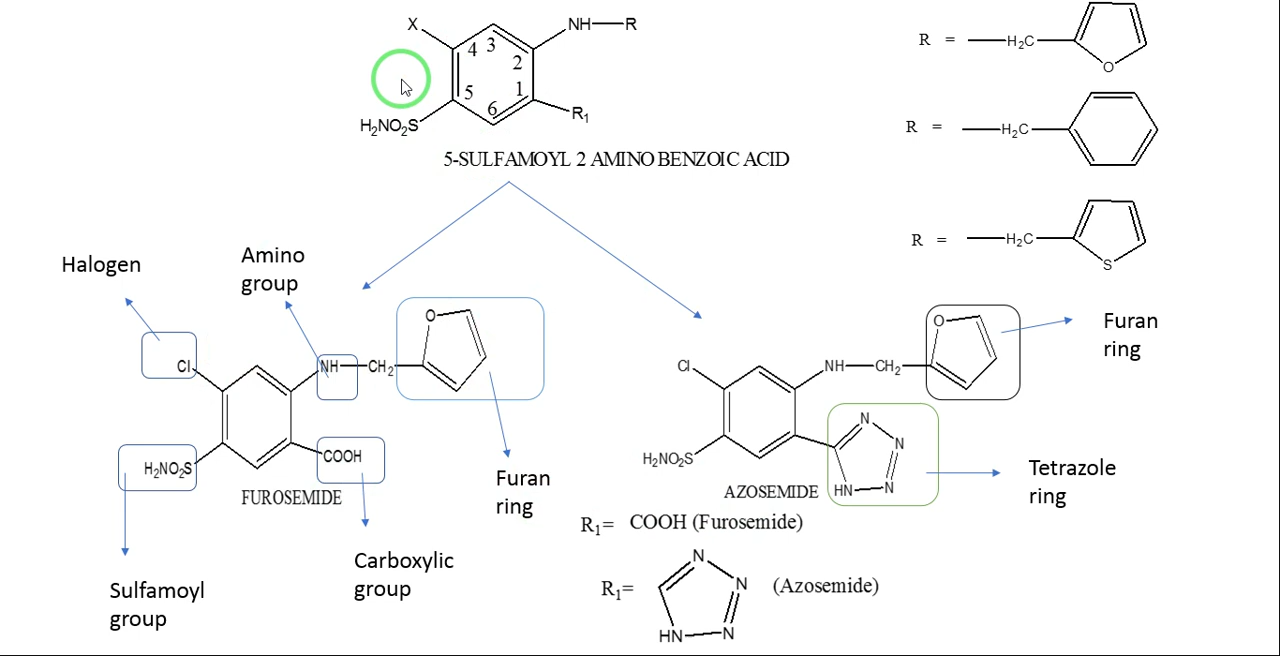 X
NH
R
4
3
2
5
1
6
H₂NO₂S
R₁
5-SULFAMOYL 2 AMINO BENZOIC ACID
R = H₂C
O
R = H₂C
R = H₂C
S
Halogen
Amino
group
Cl
NH
CH₂
O
H₂NO₂S
COOH
FUROSEMIDE
Furan
ring
Sulfamoyl
group
Carboxylic
group
Cl
NH
CH₂
O
Furan
ring
H₂NO₂S
N
N
N
HN
AZOSEMIDE
Tetrazole
ring
R₁= COOH (Furosemide)
R₁=
N
N
N
HN
(Azosemide)